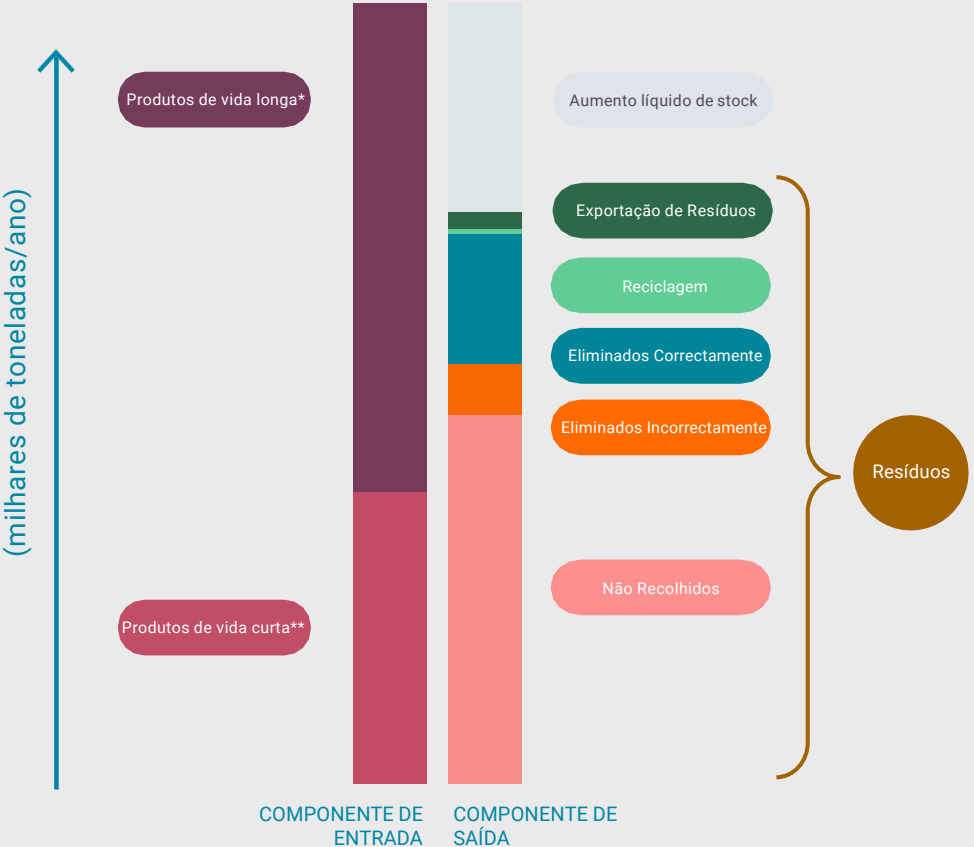 (milhares de toneladas/ano)
Produtos de vida longa*
Produtos de vida curta**
Aumento líquido de stock
Exportação de Resíduos
Reciclagem
Eliminados Correctamente
Eliminados Incorrectamente
Não Recolhidos
Resíduos
COMPONENTE DE
ENTRADA
COMPONENTE DE
SAÍDA